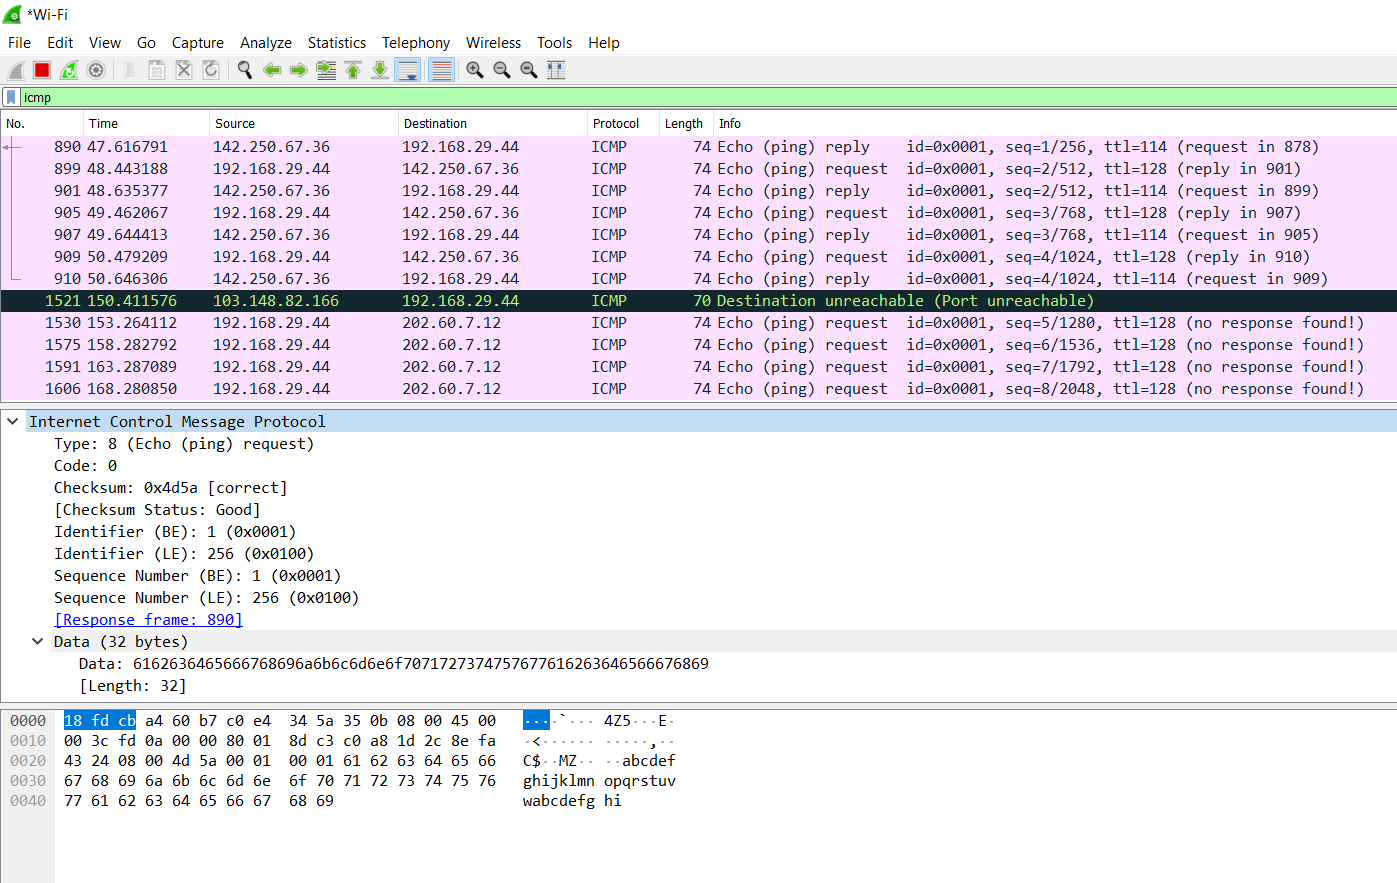 *Wi-Fi
File Edit View Go Capture Analyze Statistics Telephony Wireless Tools Help
icmp
No. Time Source Destination Protocol Length Info
890 47.616791 142.250.67.36 192.168.29.44 ICMP 74 Echo (ping) reply id=0x0001, seq=1/256, ttl=114 (request in 878)
899 48.443188 192.168.29.44 142.250.67.36 ICMP 74 Echo (ping) request id=0x0001, seq=2/512, ttl=128 (reply in 901)
901 48.635377 142.250.67.36 192.168.29.44 ICMP 74 Echo (ping) reply id=0x0001, seq=2/512, ttl=114 (request in 899)
905 49.462067 192.168.29.44 142.250.67.36 ICMP 74 Echo (ping) request id=0x0001, seq=3/768, ttl=128 (reply in 907)
907 49.644413 142.250.67.36 192.168.29.44 ICMP 74 Echo (ping) reply id=0x0001, seq=3/768, ttl=114 (request in 905)
909 50.479209 192.168.29.44 142.250.67.36 ICMP 74 Echo (ping) request id=0x0001, seq=4/1024, ttl=128 (reply in 910)
910 50.646306 142.250.67.36 192.168.29.44 ICMP 74 Echo (ping) reply id=0x0001, seq=4/1024, ttl=114 (request in 909)
1521 150.411576 103.148.82.166 192.168.29.44 ICMP 70 Destination unreachable (Port unreachable)
1530 153.264112 192.168.29.44 202.60.7.12 ICMP 74 Echo (ping) request id=0x0001, seq=5/1280, ttl=128 (no response found!)
1575 158.282792 192.168.29.44 202.60.7.12 ICMP 74 Echo (ping) request id=0x0001, seq=6/1536, ttl=128 (no response found!)
1591 163.287089 192.168.29.44 202.60.7.12 ICMP 74 Echo (ping) request id=0x0001, seq=7/1792, ttl=128 (no response found!)
1606 168.280850 192.168.29.44 202.60.7.12 ICMP 74 Echo (ping) request id=0x0001, seq=8/2048, ttl=128 (no response found!)
Internet Control Message Protocol
Type: 8 (Echo (ping) request)
Code: 0
Checksum: 0x4d5a [correct]
[Checksum Status: Good]
Identifier (BE): 1 (0x0001)
Identifier (LE): 256 (0x0100)
Sequence Number (BE): 1 (0x0001)
Sequence Number (LE): 256 (0x0100)
[Response frame: 890]
Data (32 bytes)
Data: 6162636465666768696a6b6c6d6e6f7071727374757677616263646566676869
[Length: 32]
0000 18 fd cb a4 60 b7 c0 e4 34 5a 35 0b 08 00 45 00 ····`··· 4Z5···E·
0010 00 3c fd 0a 00 00 80 01 8d c3 c0 a8 1d 2c 8e fa ·<······ ·····,··
0020 43 24 08 00 4d 5a 00 01 00 01 61 62 63 64 65 66 C$··MZ·· ··abcdef
0030 67 68 69 6a 6b 6c 6d 6e 6f 70 71 72 73 74 75 76 ghijklmn opqrstuv
0040 77 61 62 63 64 65 66 67 68 69 wabcdefg hi